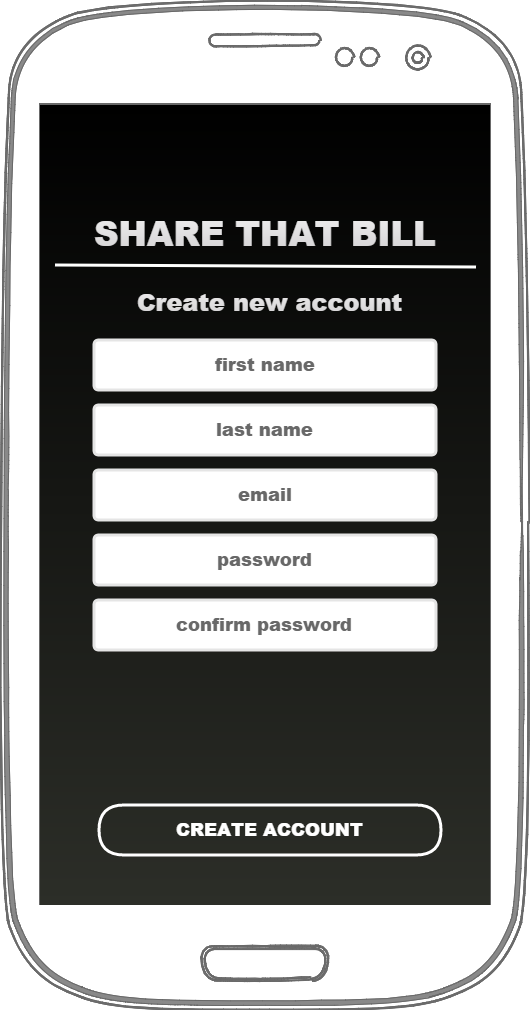 SHARE THAT BILL
Create new account
first name
last name
email
password
confirm password
CREATE ACCOUNT